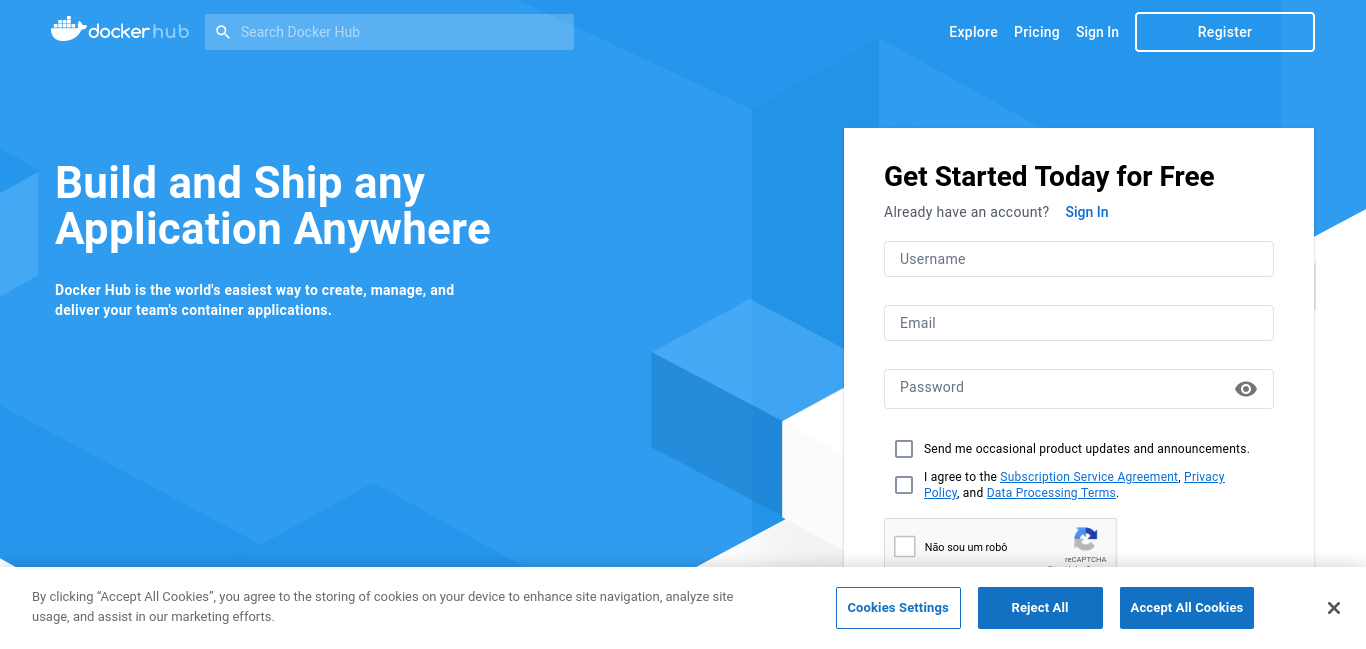 dockerhub
Search Docker Hub
Explore
Pricing
Sign In
Register
Build and Ship any
Application Anywhere
Docker Hub is the world's easiest way to create, manage, and
deliver your team's container applications.
Get Started Today for Free
Already have an account? Sign In
Username
Email
Password
Send me occasional product updates and announcements.
I agree to the Subscription Service Agreement, Privacy
Policy, and Data Processing Terms.
Não sou um robô
reCAPTCHA
By clicking “Accept All Cookies”, you agree to the storing of cookies on your device to enhance site navigation, analyze site
usage, and assist in our marketing efforts.
Cookies Settings
Reject All
Accept All Cookies